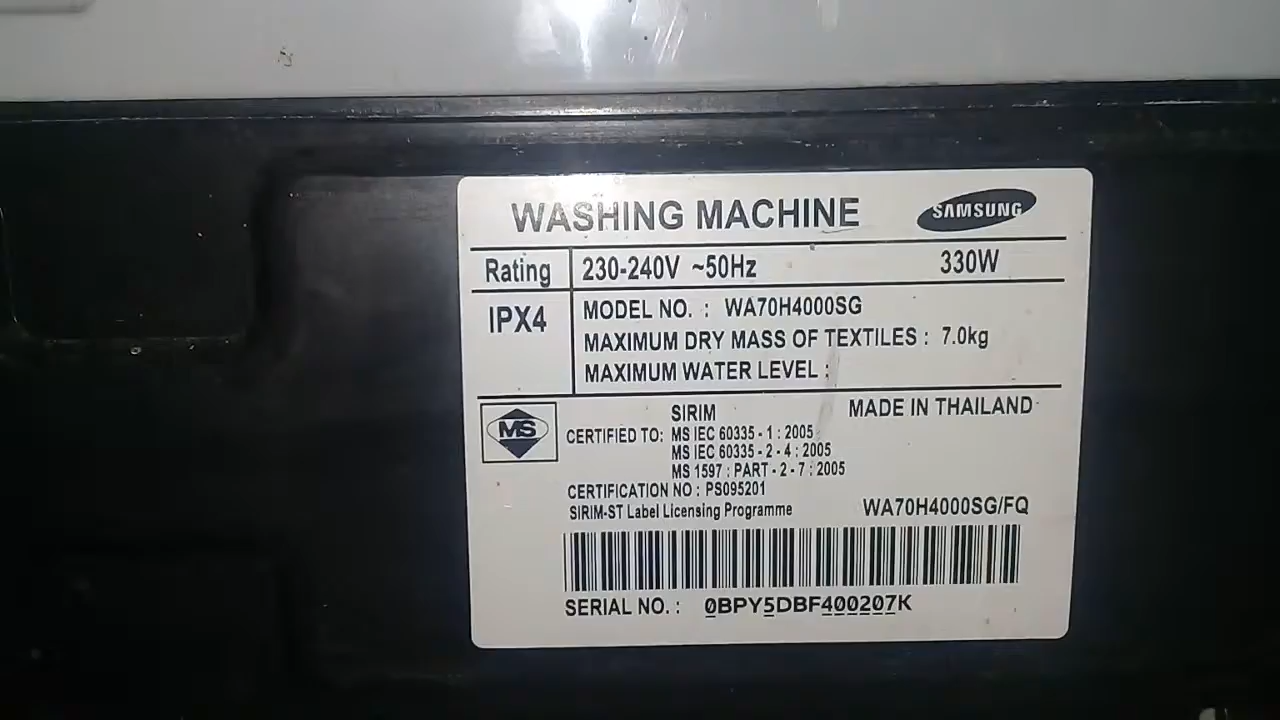 WASHING MACHINE SAMSUNG
Rating 230-240V ~50Hz 330W
IPX4 MODEL NO. : WA70H4000SG
MAXIMUM DRY MASS OF TEXTILES : 7.0kg
MAXIMUM WATER LEVEL :
SIRIM MADE IN THAILAND
MS CERTIFIED TO: MS IEC 60335 - 1 : 2005
MS IEC 60335 - 2 - 4 : 2005
MS 1597 : PART - 2 - 7 : 2005
CERTIFICATION NO : PS095201
SIRIM-ST Label Licensing Programme WA70H4000SG/FQ
SERIAL NO. : 0BPY5DBF400207K